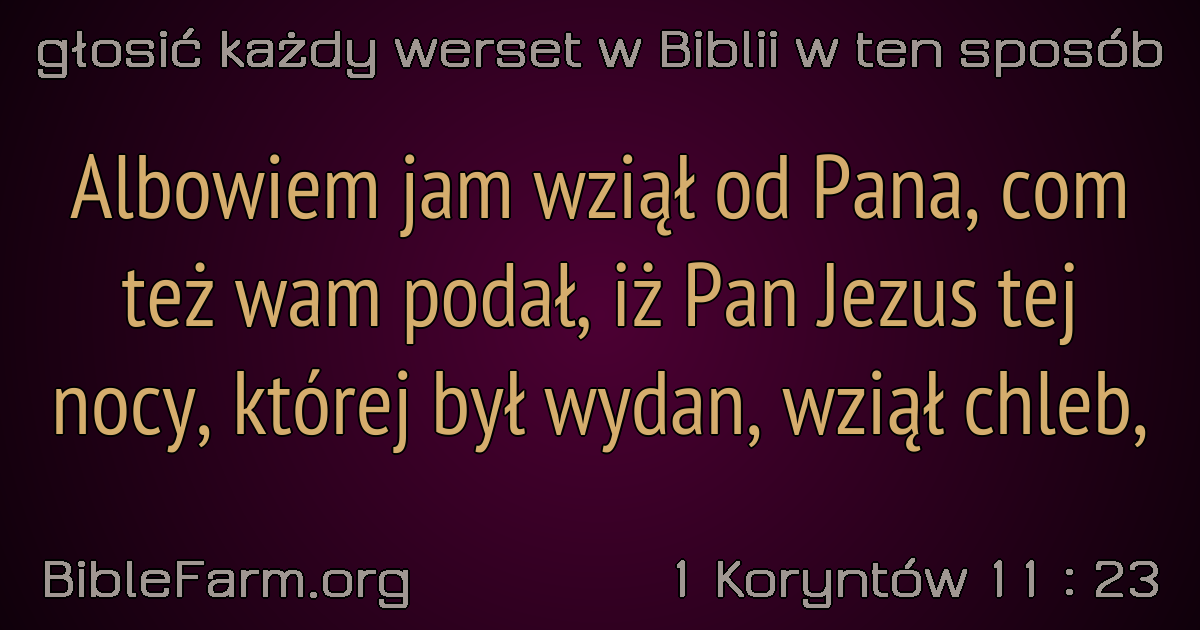 głosić każdy werset w Biblii w ten sposób
Albowiem jam wziął od Pana, com
też wam podał, iż Pan Jezus tej
nocy, której był wydan, wziął chleb,
BibleFarm.org
1 Koryntów 11 : 23